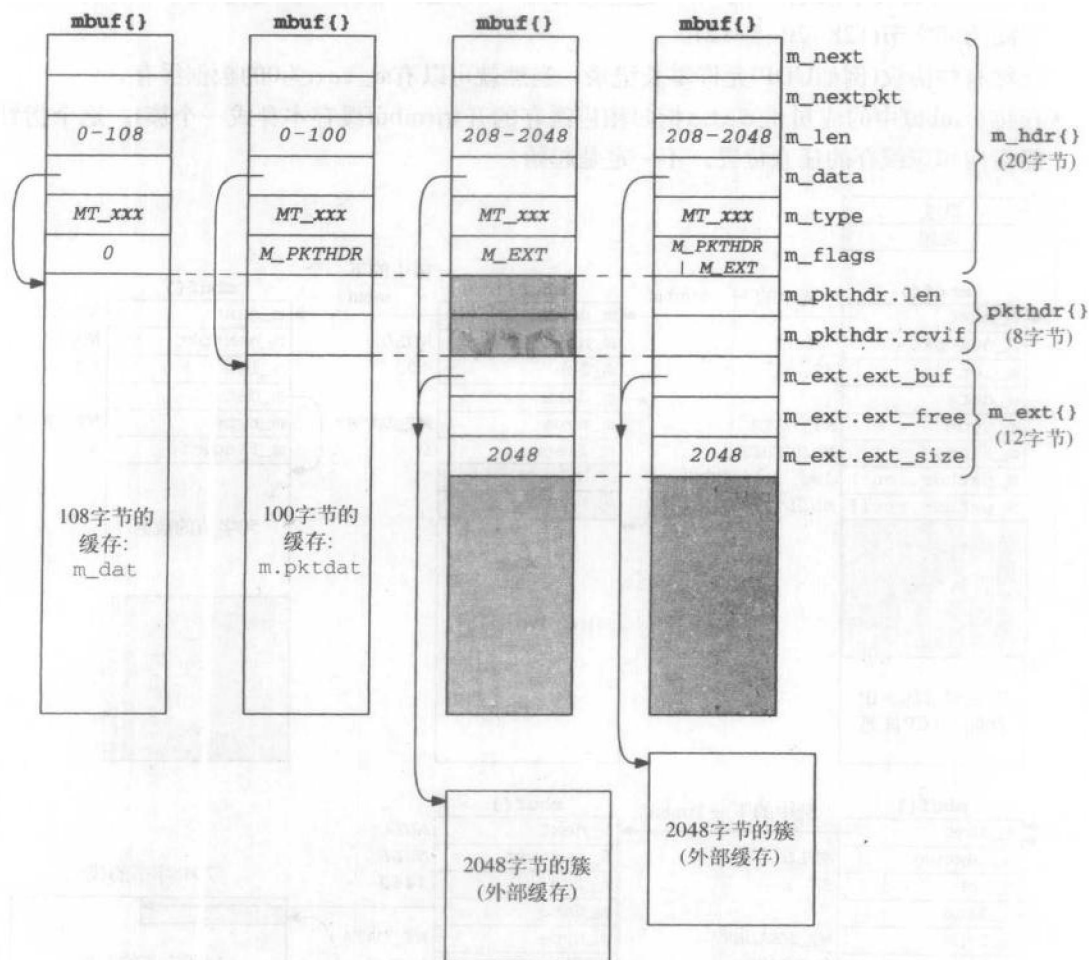 mbuf{} mbuf{} mbuf{} mbuf{}
m_next
m_nextpkt
0-108 0-100 208-2048 208-2048 m_len m_hdr{}
(20字节)
m_data
MT_xxx MT_xxx MT_xxx MT_xxx m_type
0 M_PKTHDR M_EXT M_PKTHDR m_flags
| M_EXT
m_pkthdr.len
pkthdr{}
m_pkthdr.rcvif (8字节)
m_ext.ext_buf
m_ext.ext_free m_ext{}
(12字节)
2048 2048 m_ext.ext_size
108字节的
缓存:
m_dat
100字节的
缓存:
m.pktdat
2048字节的簇
(外部缓存)
2048字节的簇
(外部缓存)